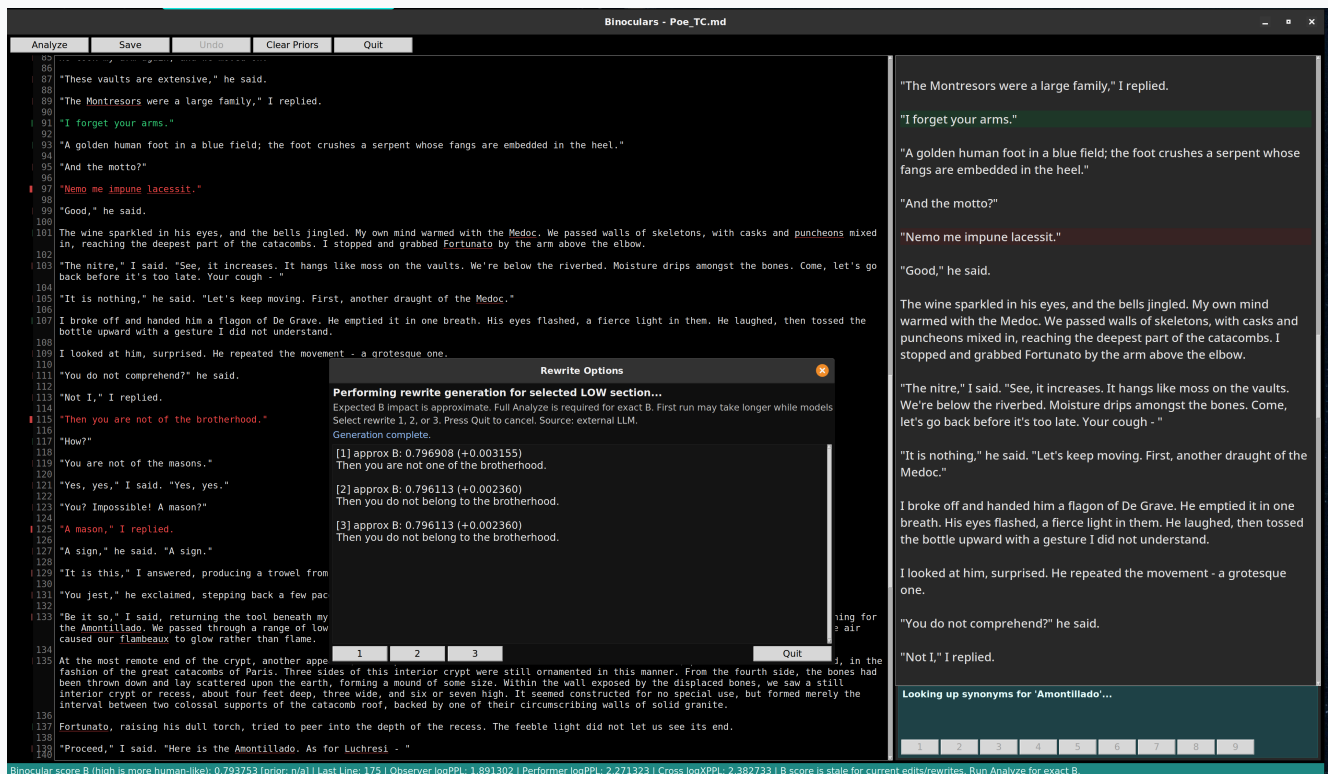 Binoculars - Poe_TC.md
Analyze Save Undo Clear Priors Quit
85
86
87 "These vaults are extensive," he said.
88
89 "The Montresors were a large family," I replied.
90
91 "I forget your arms."
92
93 "A golden human foot in a blue field; the foot crushes a serpent whose fangs are embedded in the heel."
94
95 "And the motto?"
96
97 "Nemo me impune lacessit."
98
99 "Good," he said.
100
101 The wine sparkled in his eyes, and the bells jingled. My own mind warmed with the Medoc. We passed walls of skeletons, with casks and puncheons mixed
in, reaching the deepest part of the catacombs. I stopped and grabbed Fortunato by the arm above the elbow.
102
103 "The nitre," I said. "See, it increases. It hangs like moss on the vaults. We're below the riverbed. Moisture drips amongst the bones. Come, let's go
back before it's too late. Your cough - "
104
105 "It is nothing," he said. "Let's keep moving. First, another draught of the Medoc."
106
107 I broke off and handed him a flagon of De Grave. He emptied it in one breath. His eyes flashed, a fierce light in them. He laughed, then tossed the
bottle upward with a gesture I did not understand.
108
109 I looked at him, surprised. He repeated the movement - a grotesque one.
110
111 "You do not comprehend?" he said.
112
113 "Not I," I replied.
114
115 "Then you are not of the brotherhood."
116
117 "How?"
118
119 "You are not of the masons."
120
121 "Yes, yes," I said. "Yes, yes."
122
123 "You? Impossible! A mason?"
124
125 "A mason," I replied.
126
127 "A sign," he said. "A sign."
128
129 "It is this," I answered, producing a trowel from
130
131 "You jest," he exclaimed, stepping back a few pac
132
133 "Be it so," I said, returning the tool beneath my
ing for
the Amontillado. We passed through a range of low
air
caused our flambeaux to glow rather than flame.
134
135 At the most remote end of the crypt, another appe
d, in the
fashion of the great catacombs of Paris. Three sides of this interior crypt were still ornamented in this manner. From the fourth side, the bones had
been thrown down and lay scattered upon the earth, forming a mound of some size. Within the wall exposed by the displaced bones, we saw a still
interior crypt or recess, about four feet deep, three wide, and six or seven high. It seemed constructed for no special use, but formed merely the
interval between two colossal supports of the catacomb roof, backed by one of their circumscribing walls of solid granite.
136
137 Fortunato, raising his dull torch, tried to peer into the depth of the recess. The feeble light did not let us see its end.
138
139 "Proceed," I said. "Here is the Amontillado. As for Luchresi - "
140
Rewrite Options
Performing rewrite generation for selected LOW section...
Expected B impact is approximate. Full Analyze is required for exact B. First run may take longer while models
Select rewrite 1, 2, or 3. Press Quit to cancel. Source: external LLM.
Generation complete.
[1] approx B: 0.796908 (+0.003155)
Then you are not one of the brotherhood.
[2] approx B: 0.796113 (+0.002360)
Then you do not belong to the brotherhood.
[3] approx B: 0.796113 (+0.002360)
Then you do not belong to the brotherhood.
1 2 3 Quit
"The Montresors were a large family," I replied.
"I forget your arms."
"A golden human foot in a blue field; the foot crushes a serpent whose
fangs are embedded in the heel."
"And the motto?"
"Nemo me impune lacessit."
"Good," he said.
The wine sparkled in his eyes, and the bells jingled. My own mind
warmed with the Medoc. We passed walls of skeletons, with casks and
puncheons mixed in, reaching the deepest part of the catacombs. I
stopped and grabbed Fortunato by the arm above the elbow.
"The nitre," I said. "See, it increases. It hangs like moss on the vaults.
We're below the riverbed. Moisture drips amongst the bones. Come,
let's go back before it's too late. Your cough - "
"It is nothing," he said. "Let's keep moving. First, another draught of the
Medoc."
I broke off and handed him a flagon of De Grave. He emptied it in one
breath. His eyes flashed, a fierce light in them. He laughed, then tossed
the bottle upward with a gesture I did not understand.
I looked at him, surprised. He repeated the movement - a grotesque
one.
"You do not comprehend?" he said.
"Not I," I replied.
Looking up synonyms for 'Amontillado'...
1 2 3 4 5 6 7 8 9
Binocular score B (high is more human-like): 0.793753 [prior: n/a] | Last Line: 175 | Observer logPPL: 1.891302 | Performer logPPL: 2.271323 | Cross logXPPL: 2.382733 | B score is stale for current edits/rewrites. Run Analyze for exact B.